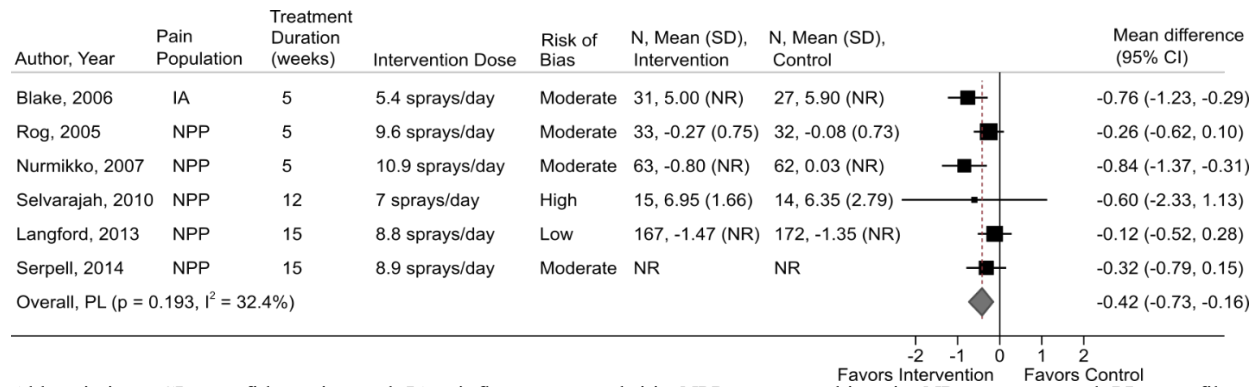 Author, Year Pain Population Treatment Duration (weeks) Intervention Dose Risk of Bias N, Mean (SD), Intervention N, Mean (SD), Control Mean difference (95% CI)
Blake, 2006 IA 5 5.4 sprays/day Moderate 31, 5.00 (NR) 27, 5.90 (NR) -0.76 (-1.23, -0.29)
Rog, 2005 NPP 5 9.6 sprays/day Moderate 33, -0.27 (0.75) 32, -0.08 (0.73) -0.26 (-0.62, 0.10)
Nurmikko, 2007 NPP 5 10.9 sprays/day Moderate 63, -0.80 (NR) 62, 0.03 (NR) -0.84 (-1.37, -0.31)
Selvarajah, 2010 NPP 12 7 sprays/day High 15, 6.95 (1.66) 14, 6.35 (2.79) -0.60 (-2.33, 1.13)
Langford, 2013 NPP 15 8.8 sprays/day Low 167, -1.47 (NR) 172, -1.35 (NR) -0.12 (-0.52, 0.28)
Serpell, 2014 NPP 15 8.9 sprays/day Moderate NR NR -0.32 (-0.79, 0.15)
Overall, PL (p = 0.193, I² = 32.4%) -0.42 (-0.73, -0.16)
-2 -1 0 1 2
Favors Intervention Favors Control